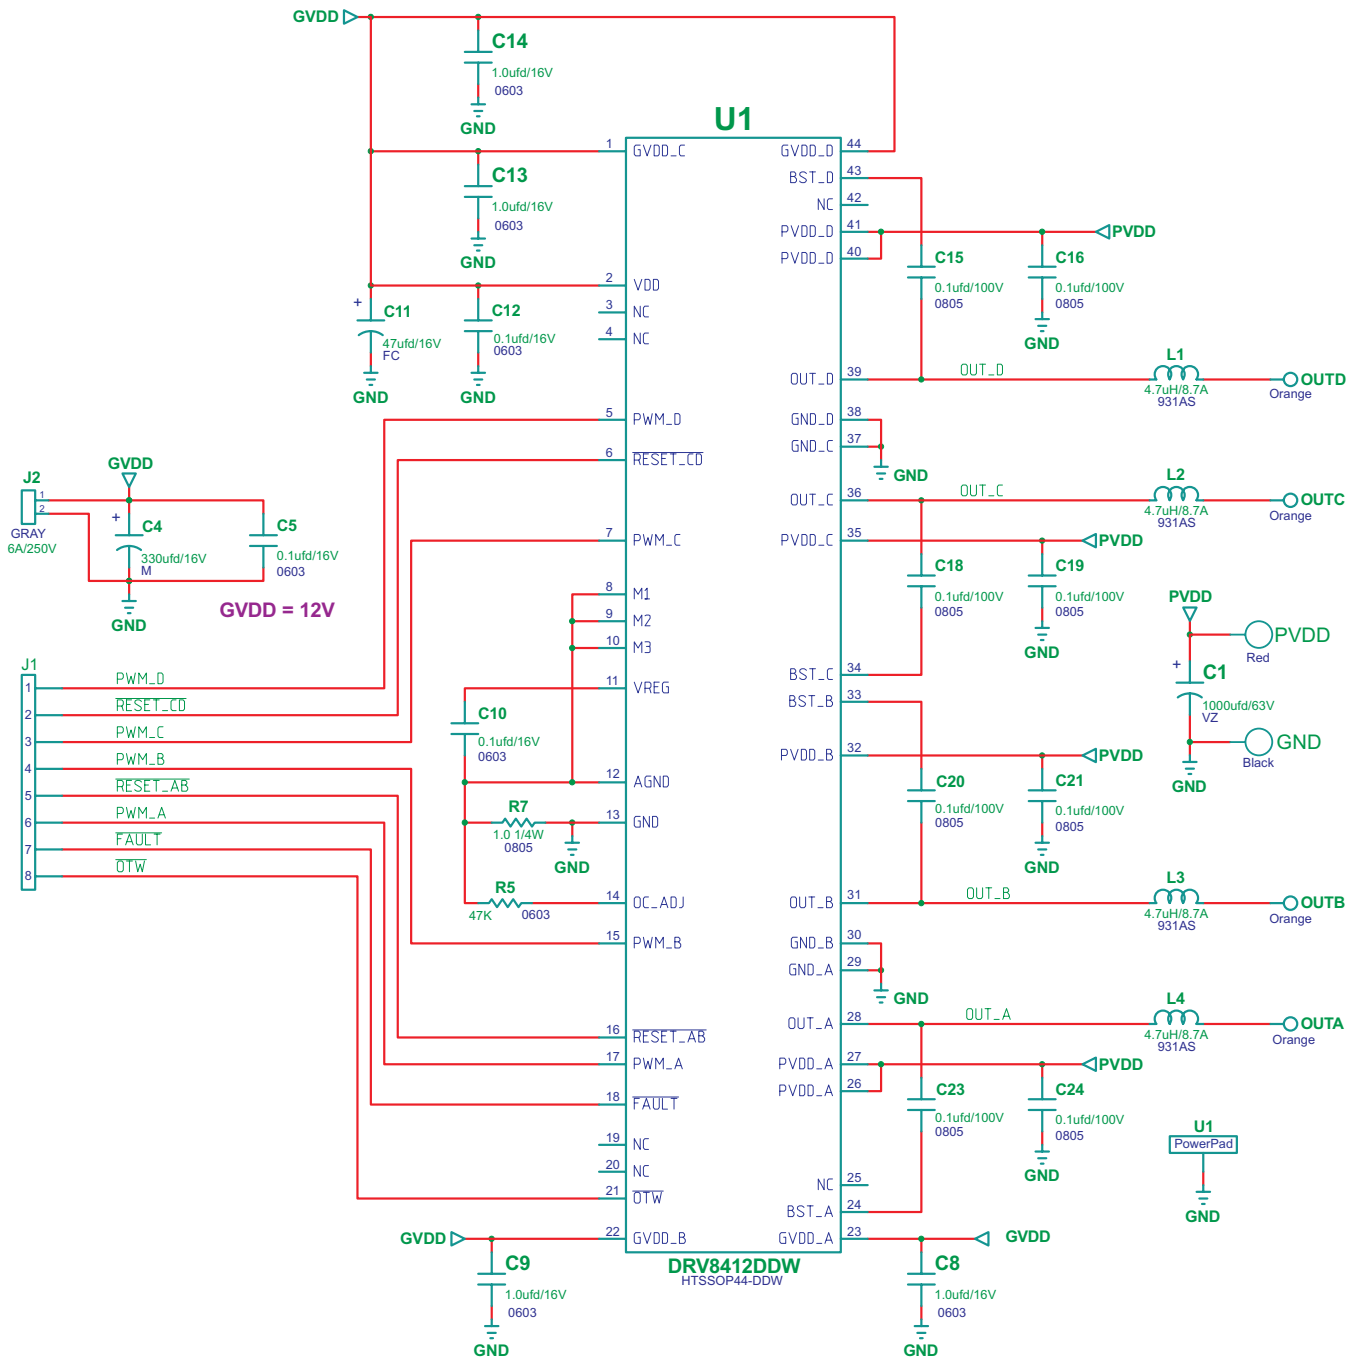 GVDD
C14
1.0ufd/16V
0603
GND
U1
1 GVDD_C
GVDD_D 44
BST_D 43
NC 42
PVDD_D 41
PVDD_D 40
PVDD
C13
1.0ufd/16V
0603
GND
C15
0.1ufd/100V
0805
C16
0.1ufd/100V
0805
GND
2 VDD
3 NC
4 NC
+
C11
47ufd/16V
FC
GND
C12
0.1ufd/16V
0603
GND
OUT_D 39
OUT_D
L1
4.7uH/8.7A
931AS
OUTD
Orange
5 PWM_D
GND_D 38
GND_C 37
GND
6 RESET_CD
OUT_C 36
OUT_C
L2
4.7uH/8.7A
931AS
OUTC
Orange
J2
1
2
GRAY
6A/250V
GVDD
+
C4
330ufd/16V
M
GND
C5
0.1ufd/16V
0603
GVDD = 12V
7 PWM_C
PVDD_C 35
PVDD
C18
0.1ufd/100V
0805
C19
0.1ufd/100V
0805
GND
8 M1
9 M2
10 M3
11 VREG
BST_C 34
BST_B 33
PVDD
PVDD
Red
+
C1
1000ufd/63V
VZ
GND
Black
GND
J1
1 PWM_D
2 RESET_CD
3 PWM_C
4 PWM_B
5 RESET_AB
6 PWM_A
7 FAULT
8 OTW
C10
0.1ufd/16V
0603
PVDD_B 32
PVDD
12 AGND
C20
0.1ufd/100V
0805
C21
0.1ufd/100V
0805
GND
R7
1.0 1/4W
0805
13 GND
GND
R5
47K
0603
14 OC_ADJ
15 PWM_B
OUT_B 31
OUT_B
L3
4.7uH/8.7A
931AS
OUTB
Orange
GND_B 30
GND_A 29
GND
16 RESET_AB
17 PWM_A
18 FAULT
OUT_A 28
OUT_A
L4
4.7uH/8.7A
931AS
OUTA
Orange
PVDD_A 27
PVDD_A 26
PVDD
C23
0.1ufd/100V
0805
C24
0.1ufd/100V
0805
GND
19 NC
20 NC
21 OTW
22 GVDD_B
NC 25
BST_A 24
GVDD_A 23
U1
PowerPad
GND
GVDD
C9
1.0ufd/16V
0603
GND
DRV8412DDW
HTSSOP44-DDW
GVDD
C8
1.0ufd/16V
0603
GND